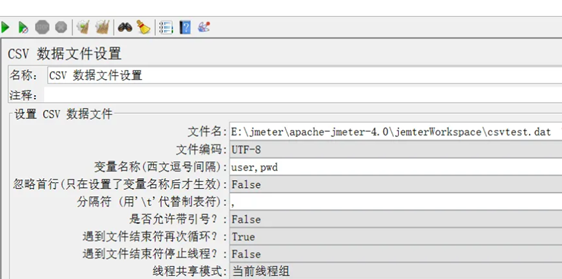 CSV 数据文件设置
名称： CSV 数据文件设置
注释：
设置 CSV 数据文件
文件名: E:\jmeter\apache-jmeter-4.0\jemterWorkspace\csvtest.dat
文件编码: UTF-8
变量名称(西文逗号间隔): user,pwd
忽略首行(只在设置了变量名称后才生效): False
分隔符 (用'\t'代替制表符): ,
是否允许带引号?: False
遇到文件结束符再次循环?: True
遇到文件结束符停止线程?: False
线程共享模式: 当前线程组